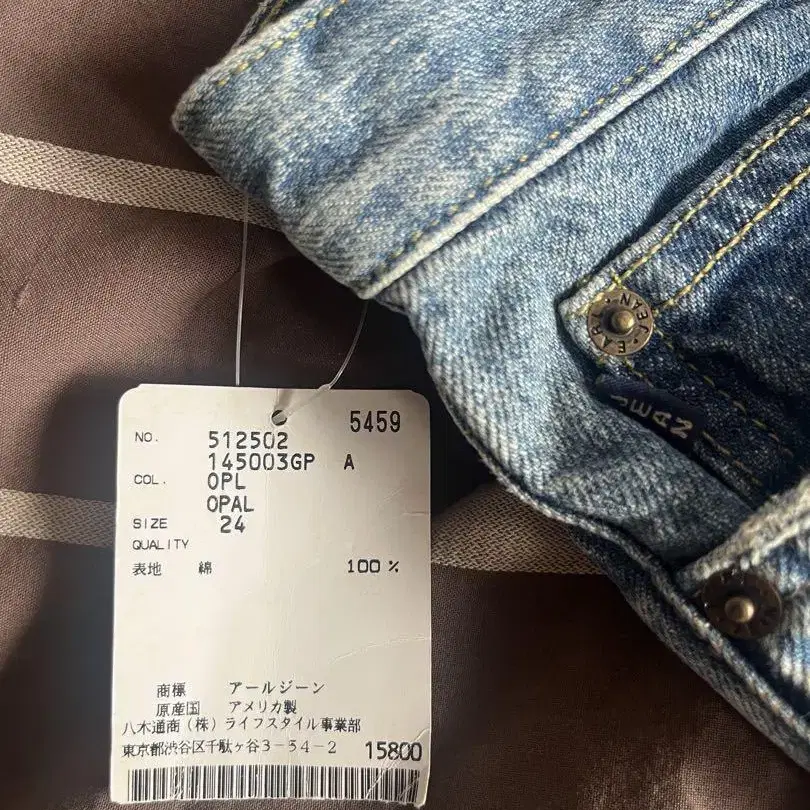 5459
NO. 512502
145003GP A
COL. OPL
OPAL
SIZE 24
QUALITY
表地 綿 100%
商標 アールジーン
原産国 アメリカ製
八木通商(株)ライフスタイル事業部
東京都渋谷区千駄ヶ谷3-54-2 15800
EARL JEAN
JEAN